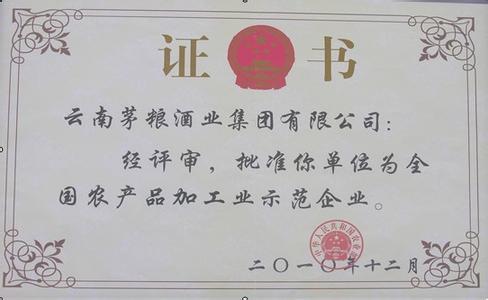 证书
云南茅粮酒业集团有限公司：
经评审，批准你单位为全
国农产品加工业示范企业。
二〇一〇年十二月